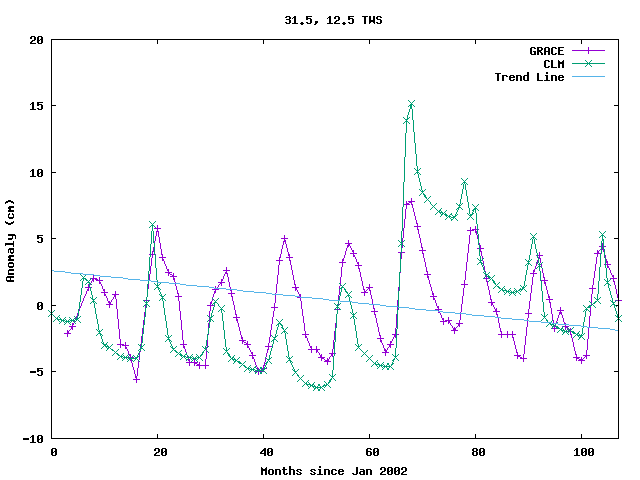 31.5, 12.5 TWS
GRACE
CLM
Trend Line
20
15
10
5
0
-5
-10
Anomaly (cm)
0 20 40 60 80 100
Months since Jan 2002